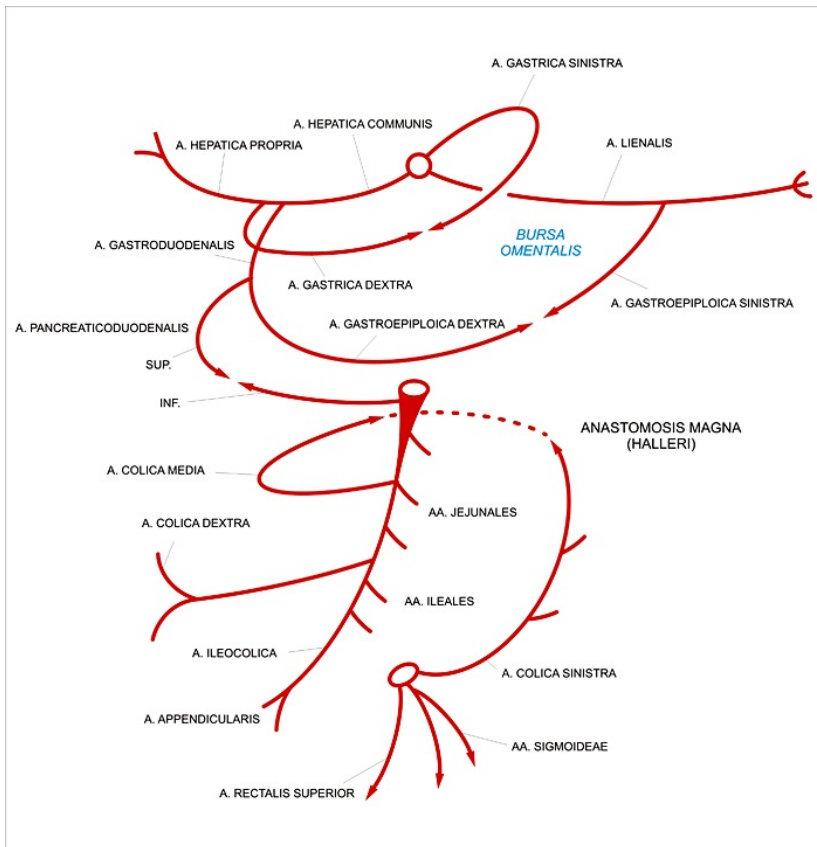 A. GASTRICA SINISTRA
A. HEPATICA COMMUNIS
A. HEPATICA PROPRIA
A. LIENALIS
BURSA
OMENTALIS
A. GASTRODUODENALIS
A. GASTRICA DEXTRA
A. GASTROEPIPLOICA SINISTRA
A. PANCREATICODUODENALIS
A. GASTROEPIPLOICA DEXTRA
SUP.
INF.
ANASTOMOSIS MAGNA
(HALLERI)
A. COLICA MEDIA
AA. JEJUNALES
A. COLICA DEXTRA
AA. ILEALES
A. ILEOCOLICA
A. COLICA SINISTRA
A. APPENDICULARIS
AA. SIGMOIDEAE
A. RECTALIS SUPERIOR